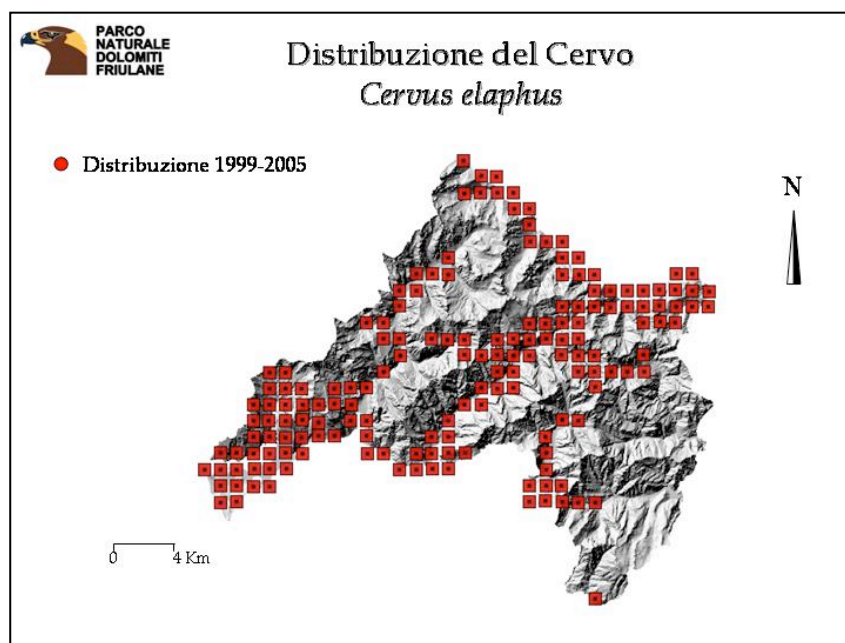 PARCO
NATURALE
DOLOMITI
FRIULANE
Distribuzione del Cervo
Cervus elaphus
Distribuzione 1999-2005
N
0 4 Km